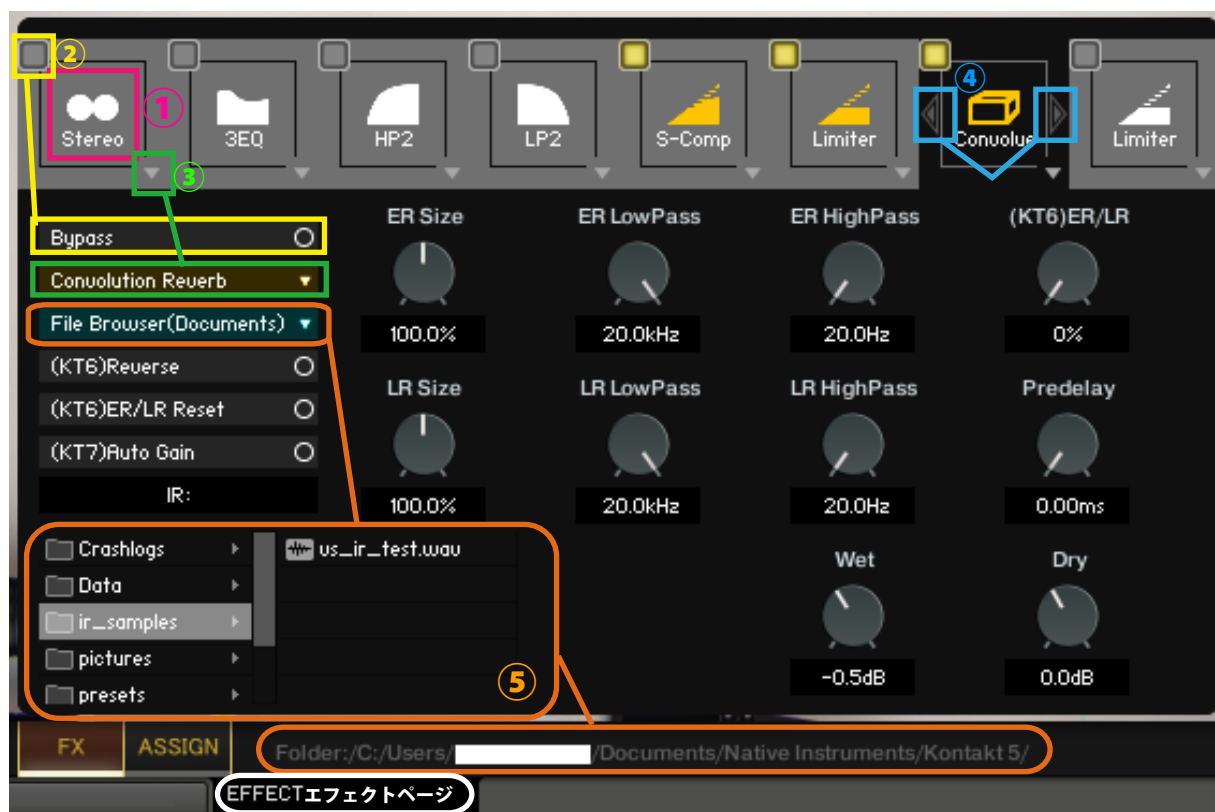 ②
④
①
Stereo
3EQ
HP2
LP2
S-Comp
Limiter
Convolue
Limiter
③
Bypass
Convolution Reverb
File Browser(Documents)
(KT6)Reverse
(KT6)ER/LR Reset
(KT7)Auto Gain
IR:
ER Size
ER LowPass
ER HighPass
(KT6)ER/LR
100.0%
20.0kHz
20.0Hz
0%
LR Size
LR LowPass
LR HighPass
Predelay
100.0%
20.0kHz
20.0Hz
0.00ms
Wet
Dry
-0.5dB
0.0dB
Crashlogs
us_ir_test.wav
Data
ir_samples
pictures
presets
⑤
FX
ASSIGN
Folder:/C:/Users/ /Documents/Native Instruments/Kontakt 5/
EFFECTエフェクトページ